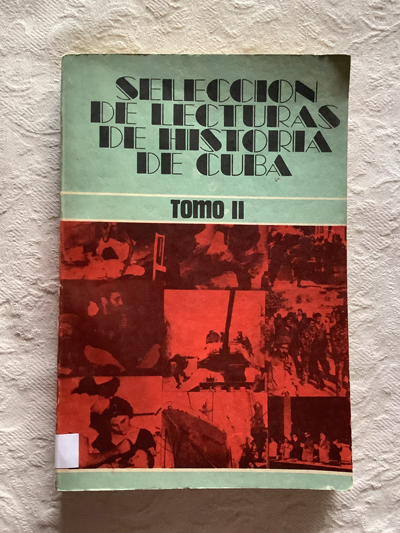 SELECCION
DE LECTURAS
DE HISTORIA
DE CUBA
TOMO II